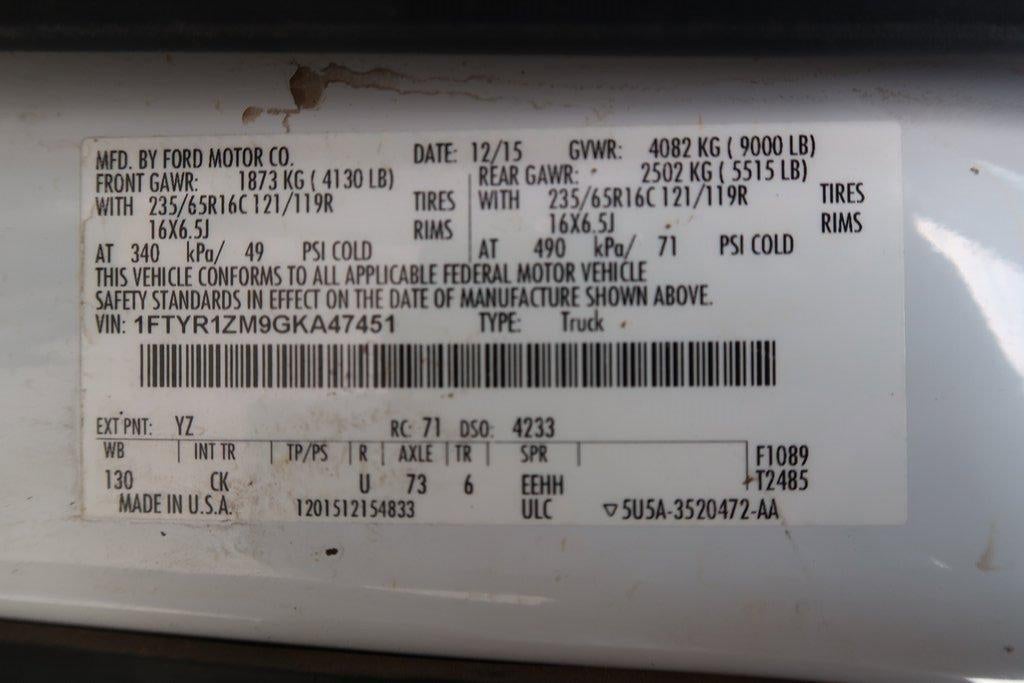 MFD. BY FORD MOTOR CO. DATE: 12/15 GVWR: 4082 KG ( 9000 LB)
FRONT GAWR: 1873 KG ( 4130 LB) REAR GAWR: 2502 KG ( 5515 LB)
WITH 235/65R16C 121/119R TIRES WITH 235/65R16C 121/119R TIRES
16X6.5J RIMS 16X6.5J RIMS
AT 340 kPa/ 49 PSI COLD AT 490 kPa/ 71 PSI COLD
THIS VEHICLE CONFORMS TO ALL APPLICABLE FEDERAL MOTOR VEHICLE
SAFETY STANDARDS IN EFFECT ON THE DATE OF MANUFACTURE SHOWN ABOVE.
VIN: 1FTYR1ZM9GKA47451 TYPE: Truck
EXT PNT: YZ RC: 71 DSO: 4233
WB INT TR TP/PS R AXLE TR SPR F1089
130 CK U 73 6 EEHH T2485
MADE IN U.S.A. 1201512154833 ULC ▽5U5A-3520472-AA